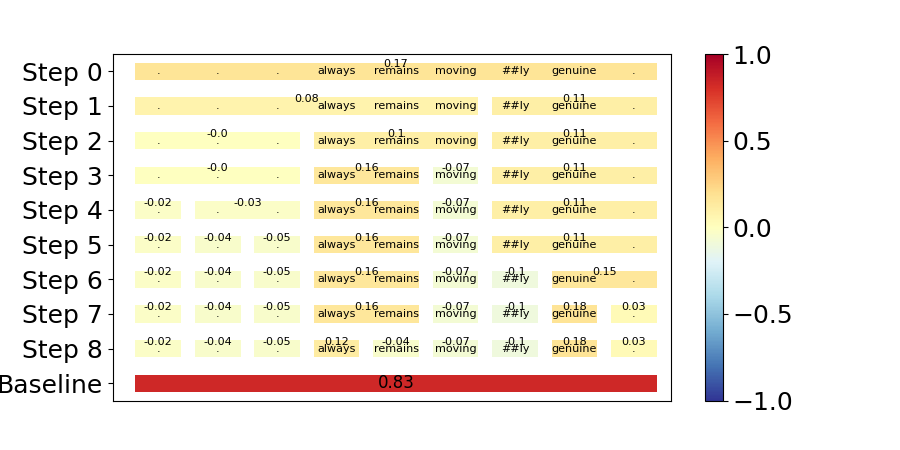 0.17
Step 0 . . . always remains moving ##ly genuine .
0.08 0.11
Step 1 . . . always remains moving ##ly genuine .
-0.0 0.1 0.11
Step 2 . . . always remains moving ##ly genuine .
-0.0 0.16 -0.07 0.11
Step 3 . . . always remains moving ##ly genuine .
-0.02 -0.03 0.16 -0.07 0.11
Step 4 . . . always remains moving ##ly genuine .
-0.02 -0.04 -0.05 0.16 -0.07 0.11
Step 5 . . . always remains moving ##ly genuine .
-0.02 -0.04 -0.05 0.16 -0.07 -0.1 0.15
Step 6 . . . always remains moving ##ly genuine .
-0.02 -0.04 -0.05 0.16 -0.07 -0.1 0.18 0.03
Step 7 . . . always remains moving ##ly genuine .
-0.02 -0.04 -0.05 0.12 -0.04 -0.07 -0.1 0.18 0.03
Step 8 . . . always remains moving ##ly genuine .
Baseline 0.83
1.0
0.5
0.0
−0.5
−1.0